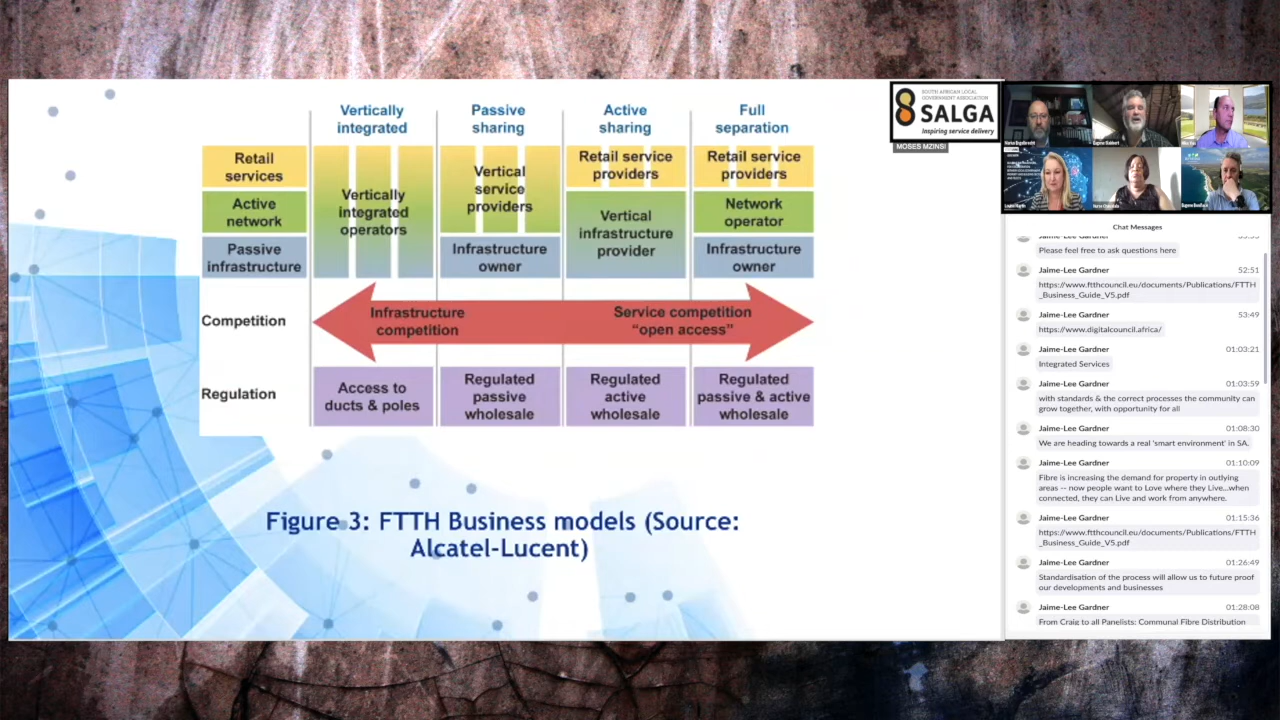 Vertically
integrated
Passive
sharing
Active
sharing
Full
separation
Retail
services
Active
network
Passive
infrastructure
Vertically
integrated
operators
Vertical
service
providers
Infrastructure
owner
Retail service
providers
Vertical
infrastructure
provider
Retail service
providers
Network
operator
Infrastructure
owner
Competition
Infrastructure
competition
Service competition
“open access”
Regulation
Access to
ducts & poles
Regulated
passive
wholesale
Regulated
active
wholesale
Regulated
passive & active
wholesale
Figure 3: FTTH Business models (Source:
Alcatel-Lucent)
SOUTH AFRICAN LOCAL
GOVERNMENT ASSOCIATION
SALGA
Inspiring service delivery
MOSES MZINSI
Chat Messages
Jaime-Lee Gardner
Please feel free to ask questions here
Jaime-Lee Gardner 52:51
https://www.ftthcouncil.eu/documents/Publications/FTTH
_Business_Guide_V5.pdf
Jaime-Lee Gardner 53:49
https://www.digitalcouncil.africa/
Jaime-Lee Gardner 01:03:21
Integrated Services
Jaime-Lee Gardner 01:03:59
with standards & the correct processes the community can
grow together, with opportunity for all
Jaime-Lee Gardner 01:08:30
We are heading towards a real 'smart environment' in SA.
Jaime-Lee Gardner 01:10:09
Fibre is increasing the demand for property in outlying
areas -- now people want to Love where they Live...when
connected, they can Live and work from anywhere.
Jaime-Lee Gardner 01:15:36
https://www.ftthcouncil.eu/documents/Publications/FTTH
_Business_Guide_V5.pdf
Jaime-Lee Gardner 01:26:49
Standardisation of the process will allow us to future proof
our developments and businesses
Jaime-Lee Gardner 01:28:08
From Craig to all Panelists: Communal Fibre Distribution